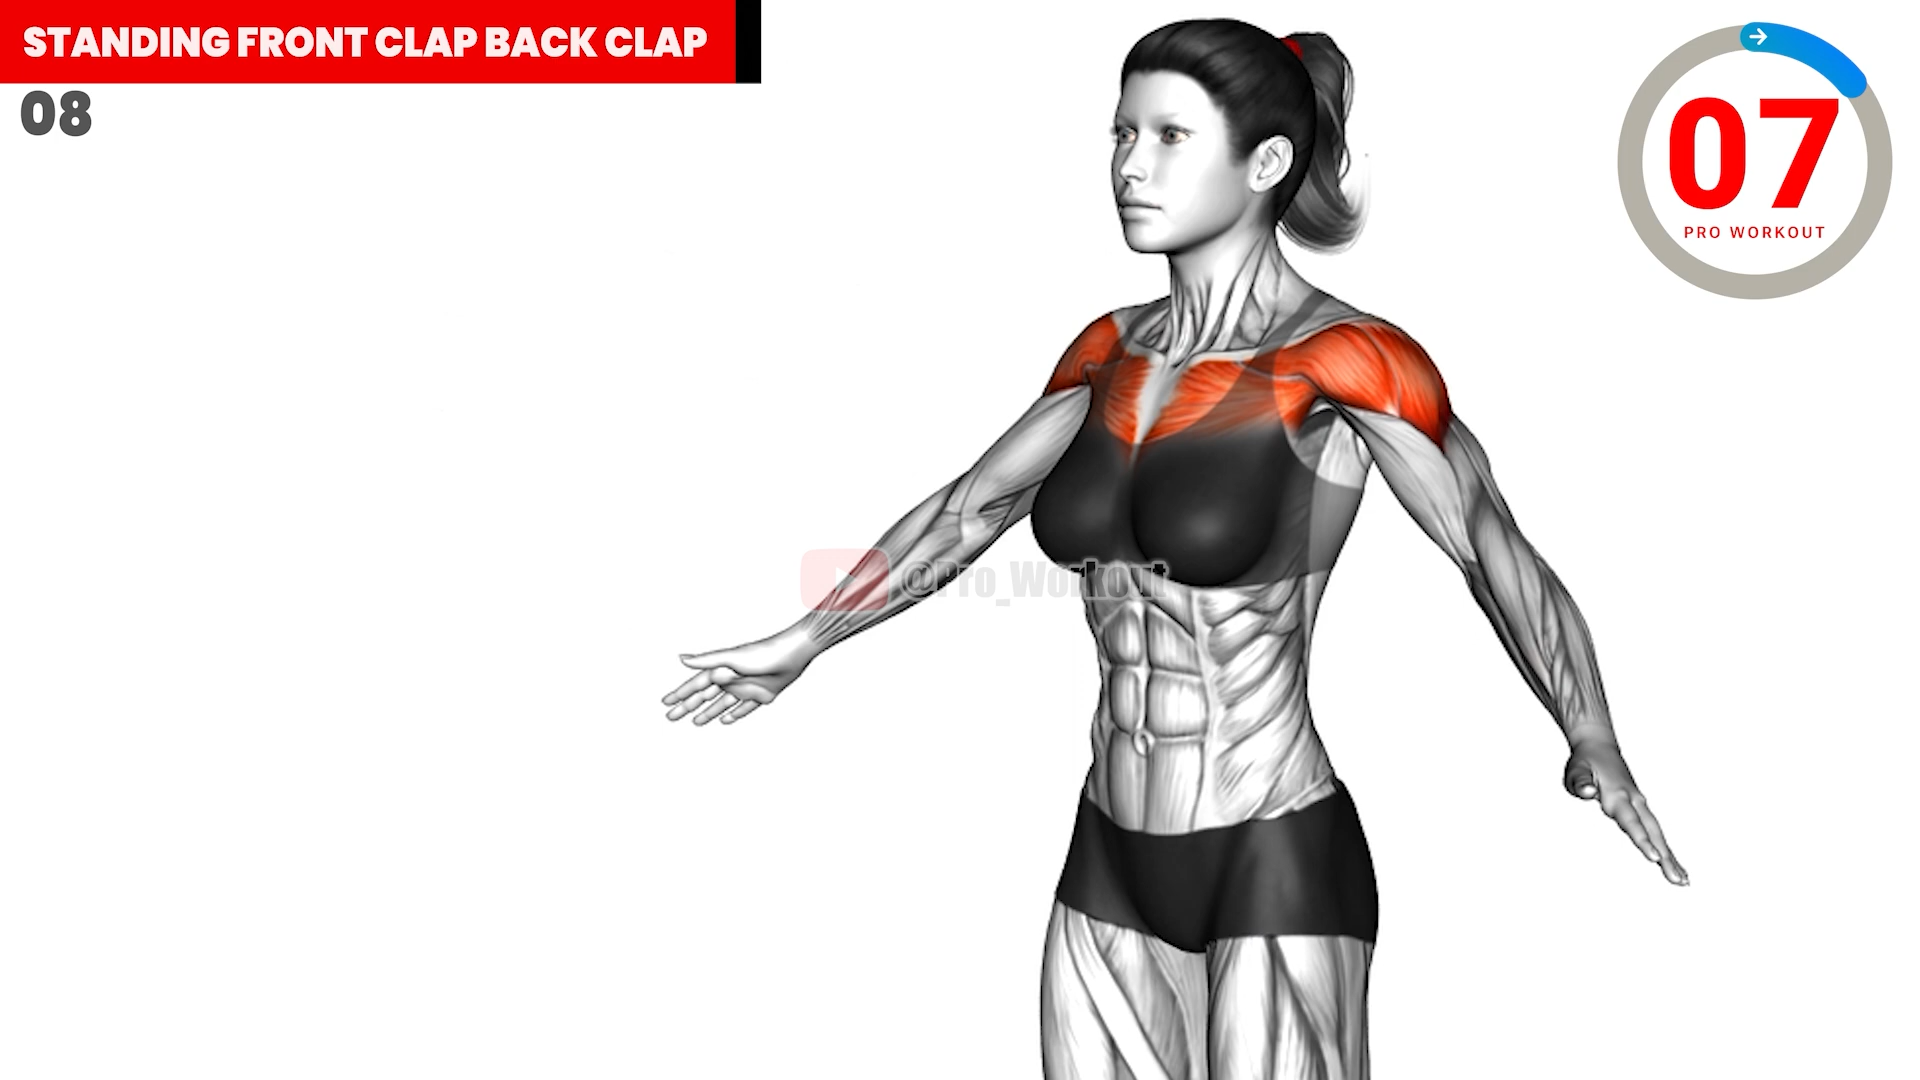 STANDING FRONT CLAP BACK CLAP
08
07
PRO WORKOUT
@Pro_Workout